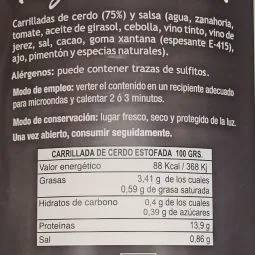 Carrilladas de cerdo (75%) y salsa (agua, zanahoria,
tomate, aceite de girasol, cebolla, vino tinto, vino de
jerez, sal, cacao, goma xantana (espesante E-415),
ajo, pimentón y especias naturales).
Alérgenos: puede contener trazas de sulfitos.
Modo de empleo: verter el contenido en un recipiente adecuado
para microondas y calentar 2 ó 3 minutos.
Modo de conservación: lugar fresco, seco y protegido de la luz.
Una vez abierto, consumir seguidamente.
CARRILLADA DE CERDO ESTOFADA 100 GRS.
Valor energético 88 Kcal / 368 Kj
Grasas 3,41 g de los cuales
0,59 g de grasa saturada
Hidratos de carbono 0,4 g de los cuales
0,39 g de azúcares
Proteinas 13,9 g
Sal 0,86 g